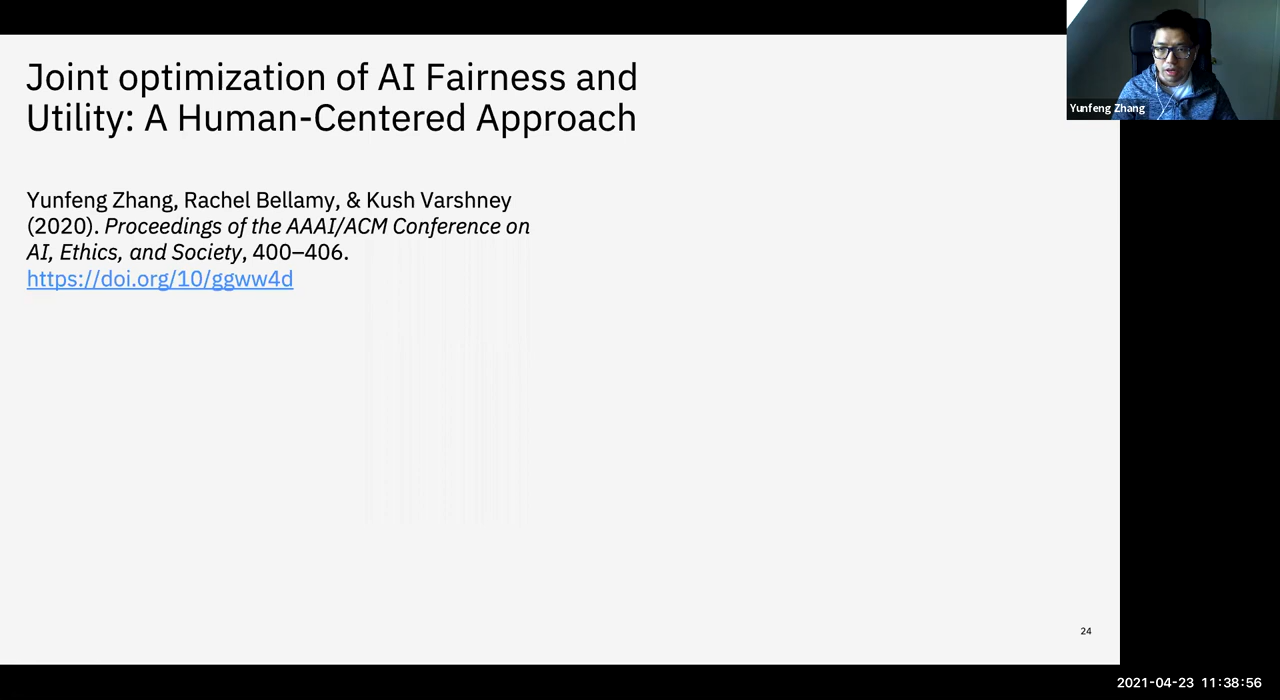 Joint optimization of AI Fairness and
Utility: A Human-Centered Approach
Yunfeng Zhang, Rachel Bellamy, & Kush Varshney
(2020). Proceedings of the AAAI/ACM Conference on
AI, Ethics, and Society, 400–406.
https://doi.org/10/ggww4d
Yunfeng Zhang
24
2021-04-23 11:38:56